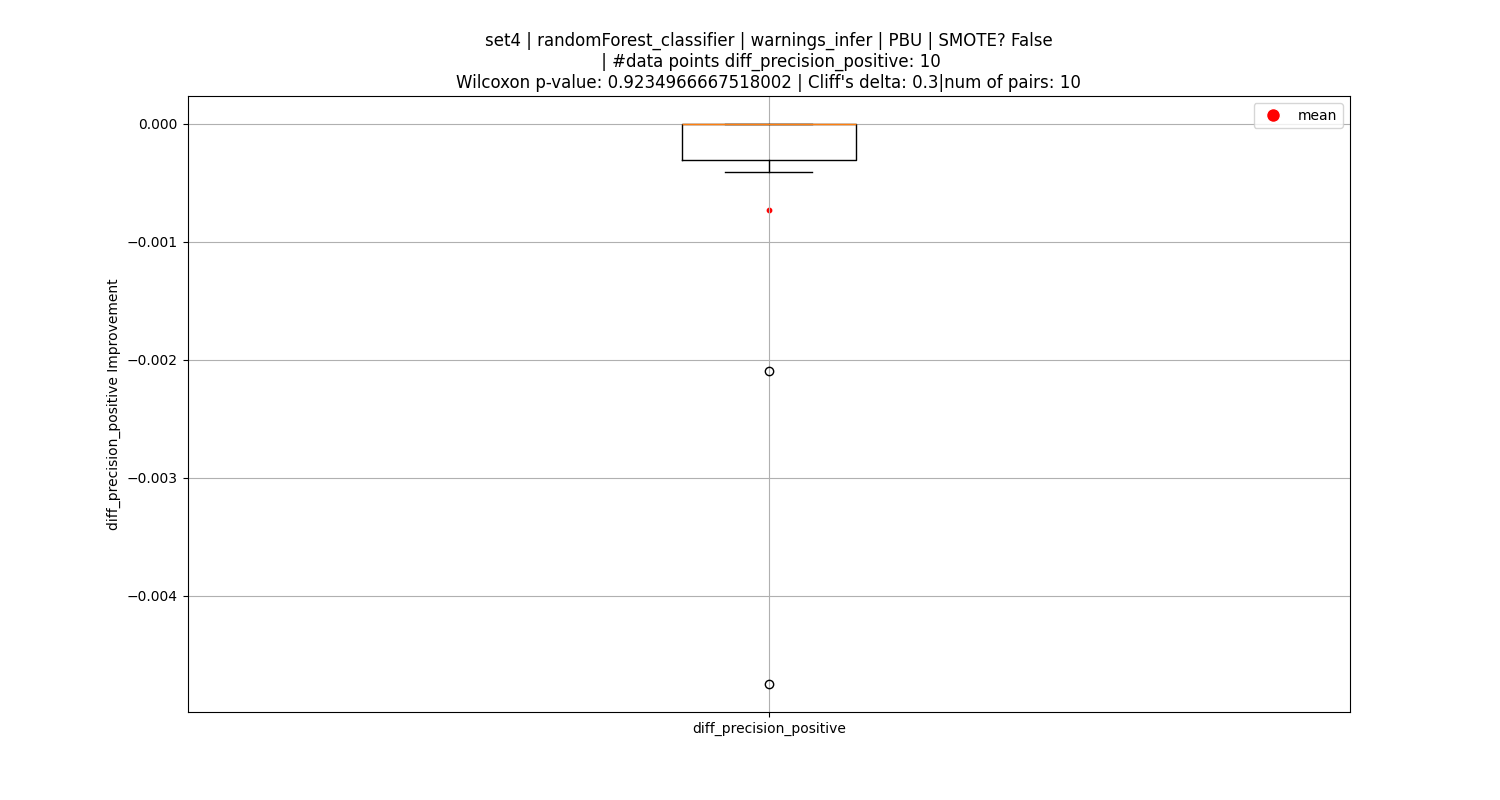 set4 | randomForest_classifier | warnings_infer | PBU | SMOTE? False
| #data points diff_precision_positive: 10
Wilcoxon p-value: 0.9234966667518002 | Cliff's delta: 0.3|num of pairs: 10
mean
0.000
−0.001
−0.002
−0.003
−0.004
diff_precision_positive Improvement
diff_precision_positive